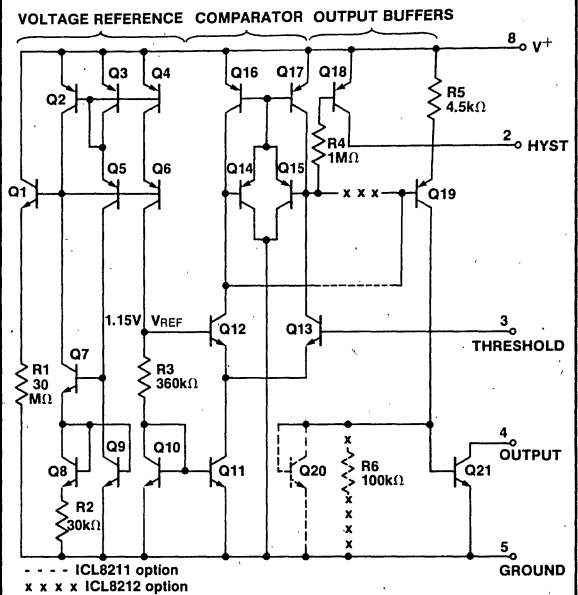 VOLTAGE REFERENCE COMPARATOR OUTPUT BUFFERS
8
V+
Q3
Q4
Q16
Q17
Q18
Q2
R5
4.5kΩ
2
HYST
R4
1MΩ
Q5
Q6
Q14
Q15
Q1
x x x
Q19
1.15V VREF
Q12
Q13
3
THRESHOLD
R1
30
MΩ
Q7
R3
360kΩ
Q8
Q9
Q10
Q11
Q20
R6
100kΩ
x
x
x
x
x
Q21
4
OUTPUT
R2
30kΩ
5
GROUND
- - - - ICL8211 option
x x x x ICL8212 option